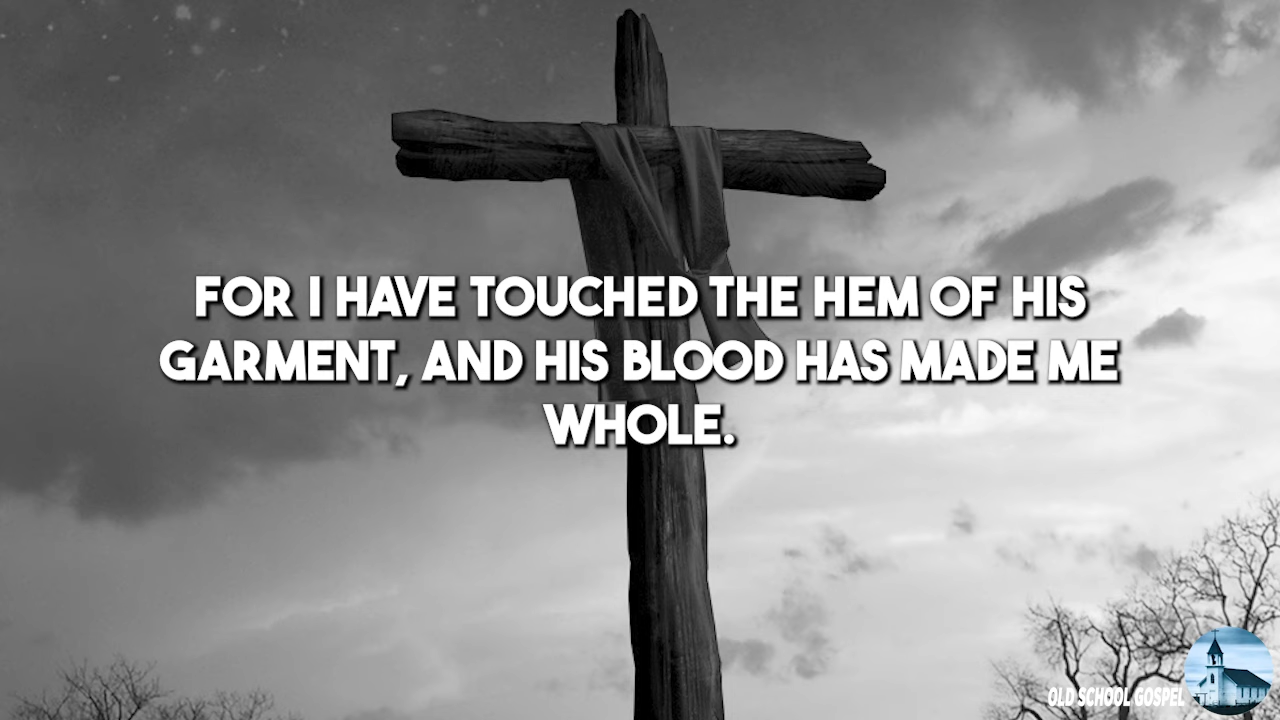 FOR I HAVE TOUCHED THE HEM OF HIS
GARMENT, AND HIS BLOOD HAS MADE ME
WHOLE.
OLD SCHOOL GOSPEL